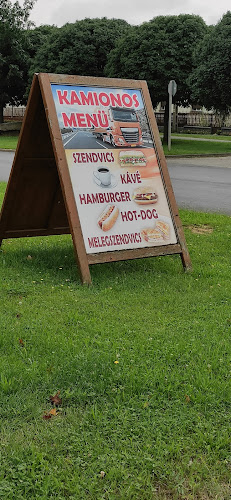 KAMIONOS
MENÜ
SZENDVICS
KÁVÉ
HAMBURGER
HOT-DOG
MELEGSZENDVICS